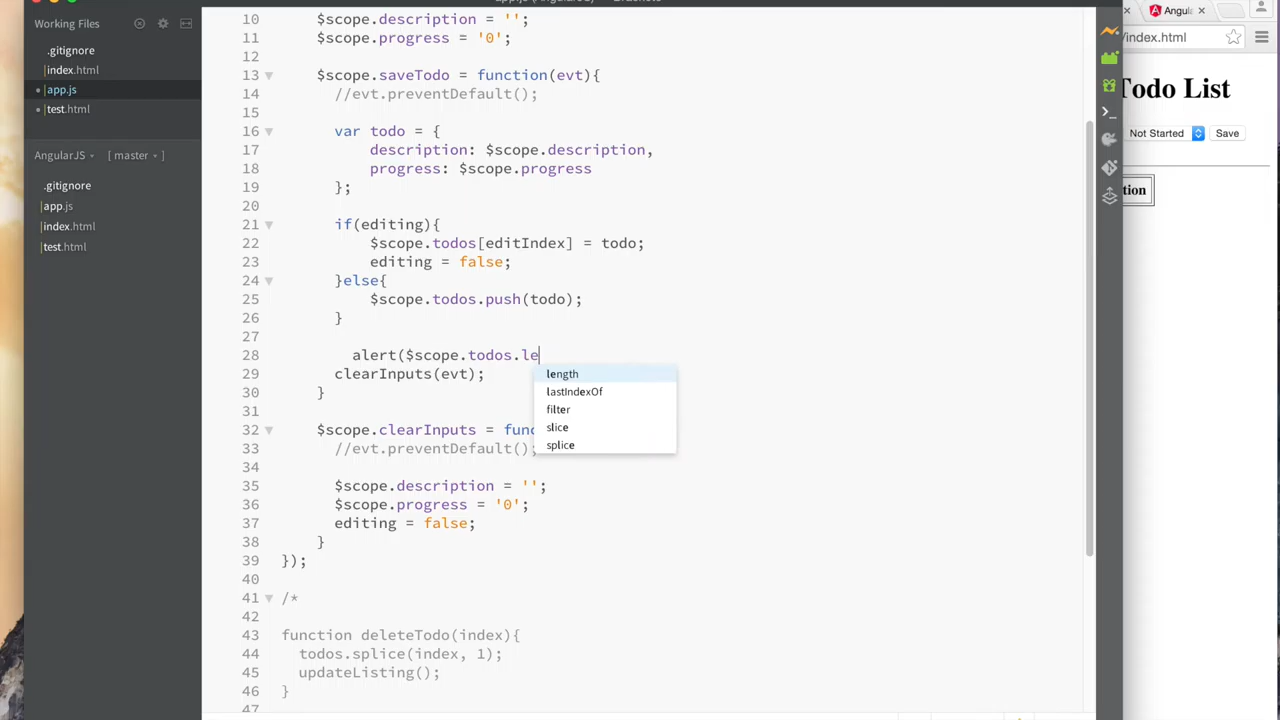 Working Files
.gitignore
index.html
app.js
test.html
AngularJS
[ master ]
.gitignore
app.js
index.html
test.html
10 $scope.description = '';
11 $scope.progress = '0';
12
13 $scope.saveTodo = function(evt){
14 //evt.preventDefault();
15
16 var todo = {
17 description: $scope.description,
18 progress: $scope.progress
19 };
20
21 if(editing){
22 $scope.todos[editIndex] = todo;
23 editing = false;
24 }else{
25 $scope.todos.push(todo);
26 }
27
28 alert($scope.todos.le
29 clearInputs(evt);
30 }
31
32 $scope.clearInputs = func
33 //evt.preventDefault();
34
35 $scope.description = '';
36 $scope.progress = '0';
37 editing = false;
38 }
39 });
40
41 /*
42
43 function deleteTodo(index){
44 todos.splice(index, 1);
45 updateListing();
46 }
47
length
lastIndexOf
filter
slice
splice
Angula
/index.html
Todo List
Not Started
Save
tion